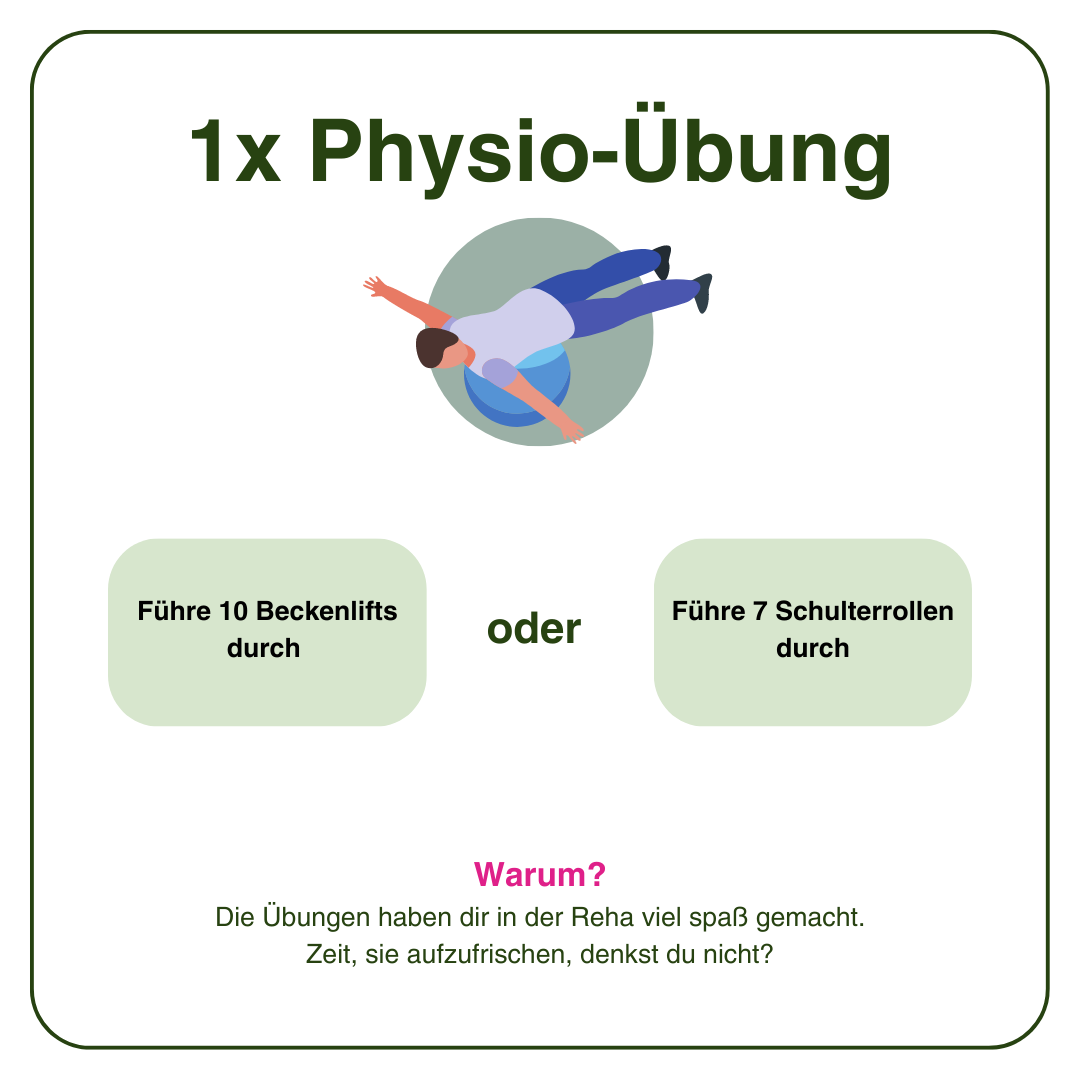 1x Physio-Übung
Führe 10 Beckenlifts
durch
oder
Führe 7 Schulterrollen
durch
Warum?
Die Übungen haben dir in der Reha viel spaß gemacht.
Zeit, sie aufzufrischen, denkst du nicht?